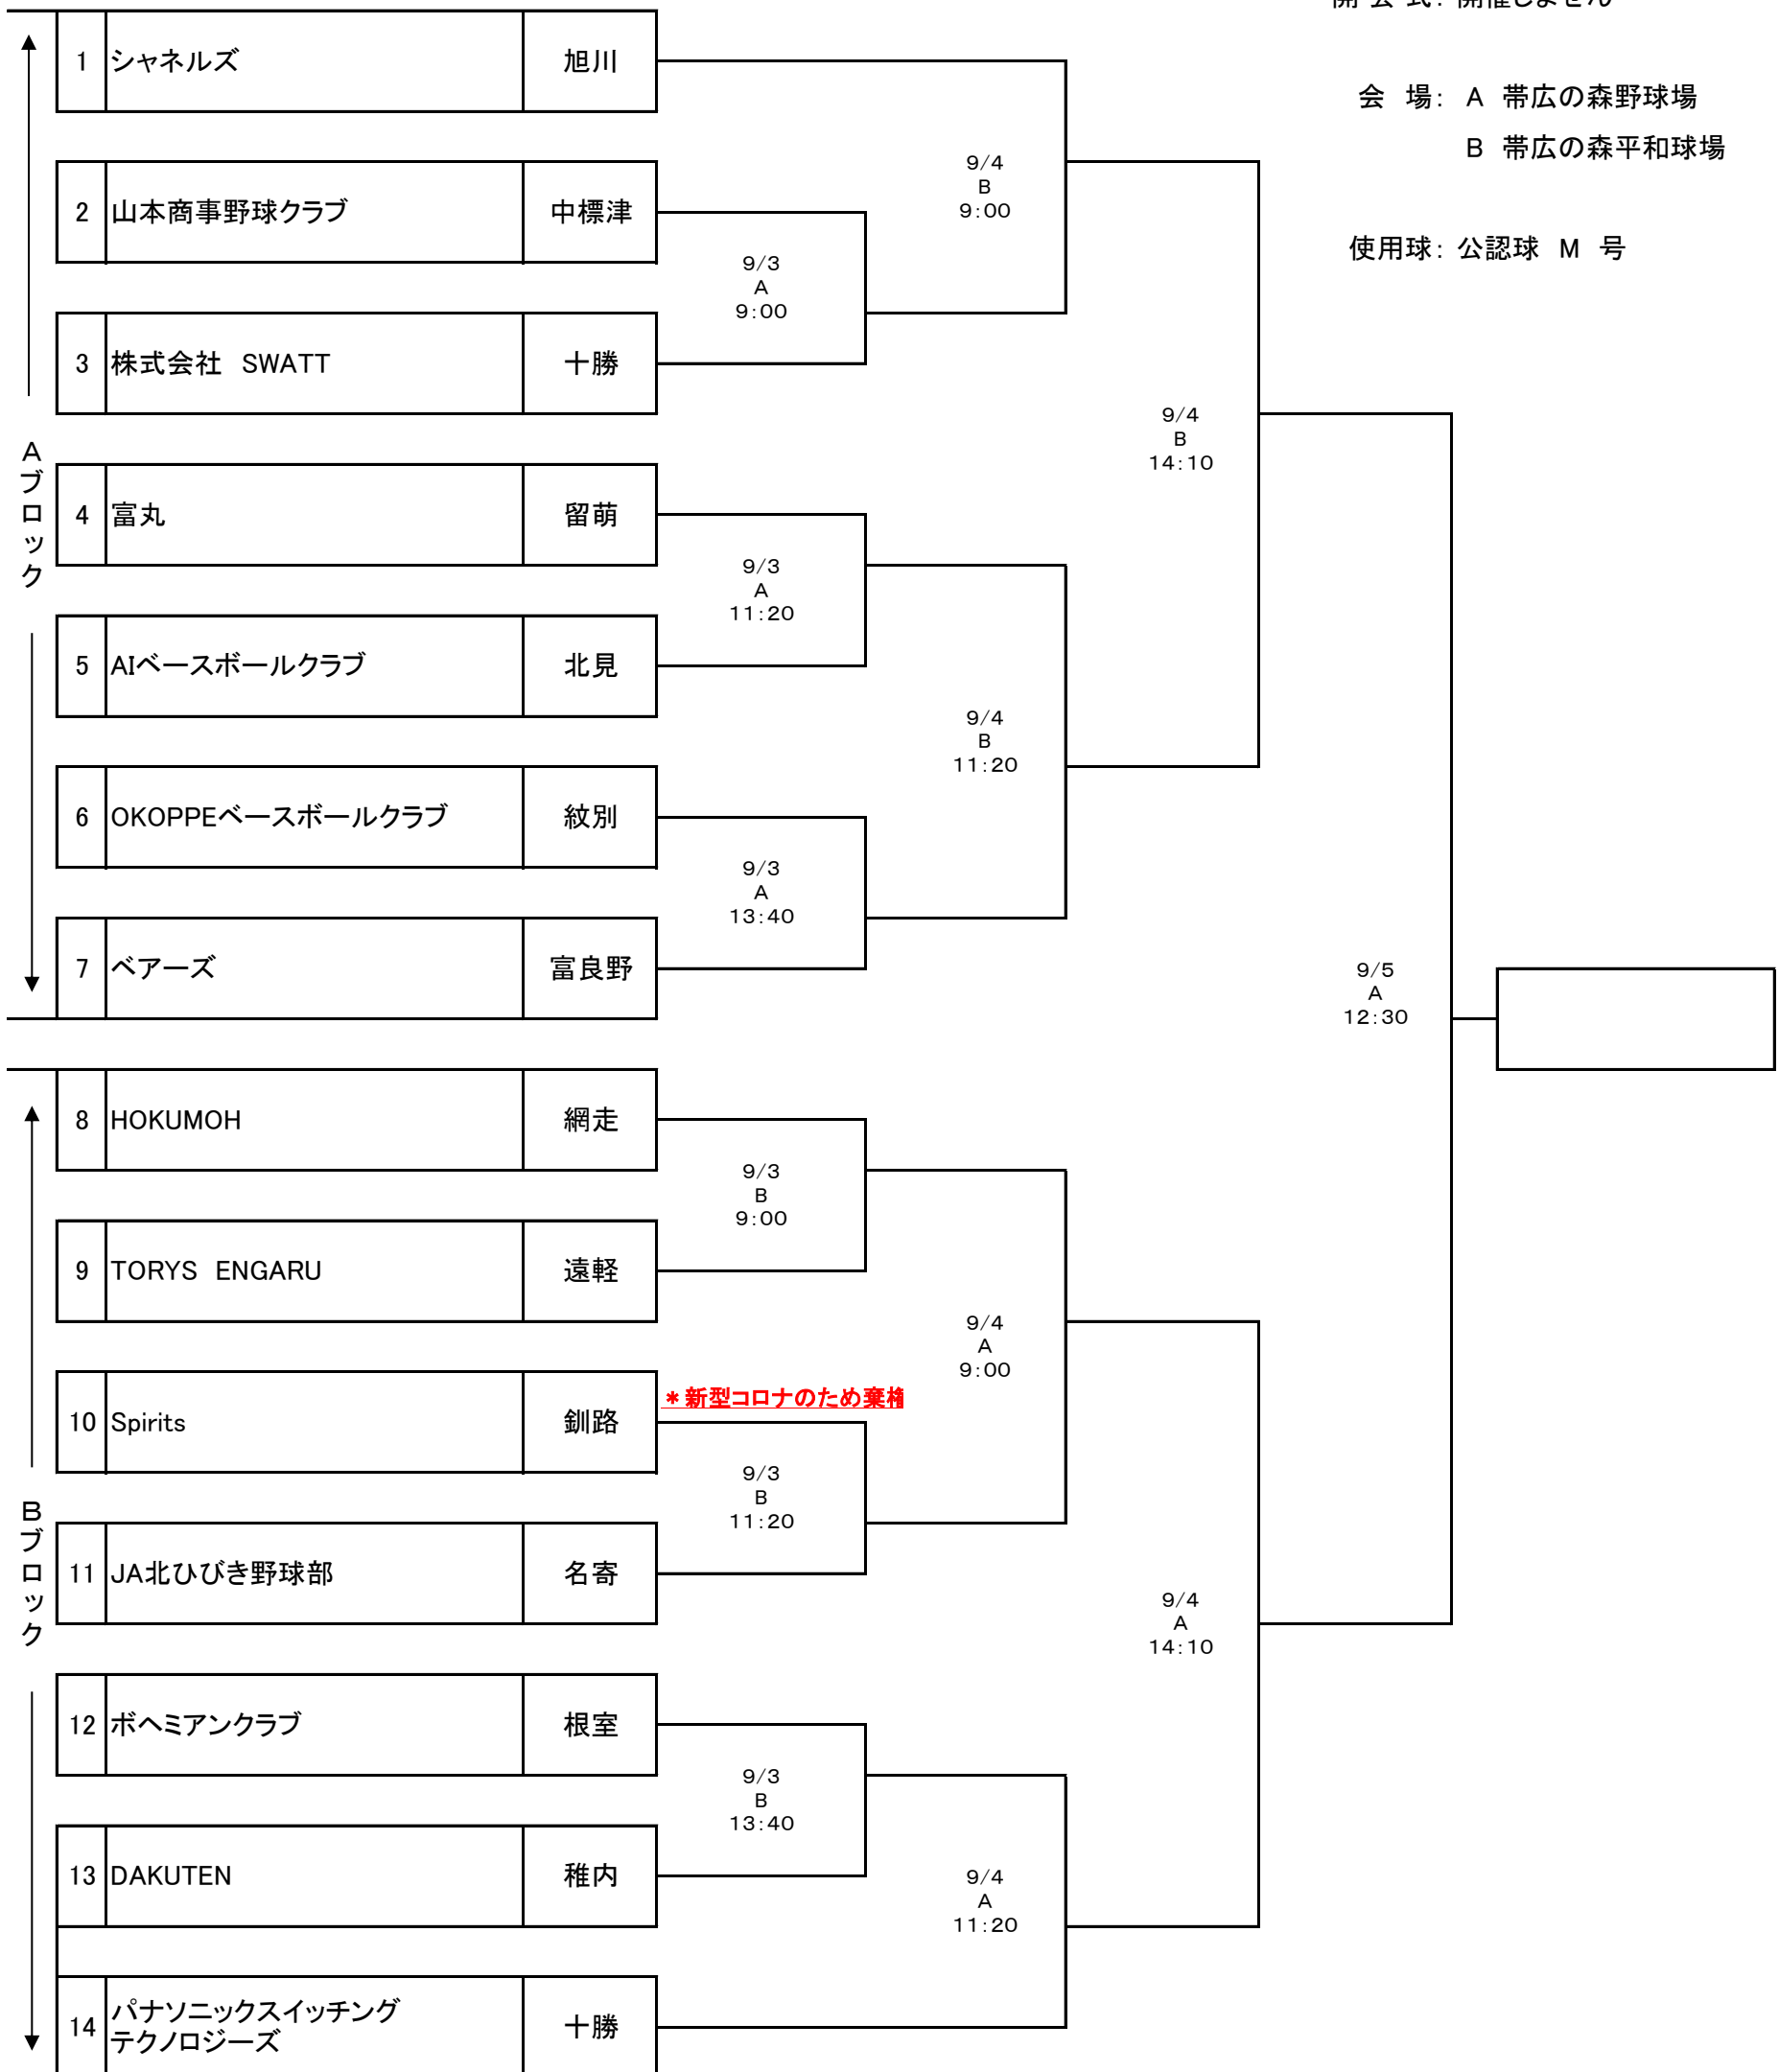 開 会 式： 開催しません
会 場： A 帯広の森野球場
B 帯広の森平和球場
使用球： 公認球 M 号
Aブロック
1 シャネルズ 旭川
2 山本商事野球クラブ 中標津
3 株式会社 SWATT 十勝
4 富丸 留萌
5 AIベースボールクラブ 北見
6 OKOPPEベースボールクラブ 紋別
7 ベアーズ 富良野
9/3
A
9:00
9/3
A
11:20
9/3
A
13:40
9/4
B
9:00
9/4
B
11:20
9/4
B
14:10
9/5
A
12:30
Bブロック
8 HOKUMOH 網走
9 TORYS ENGARU 遠軽
10 Spirits 釧路
＊新型コロナのため棄権
11 JA北ひびき野球部 名寄
12 ボヘミアンクラブ 根室
13 DAKUTEN 稚内
14 パナソニックスイッチング
テクノロジーズ 十勝
9/3
B
9:00
9/3
B
11:20
9/3
B
13:40
9/4
A
9:00
9/4
A
11:20
9/4
A
14:10